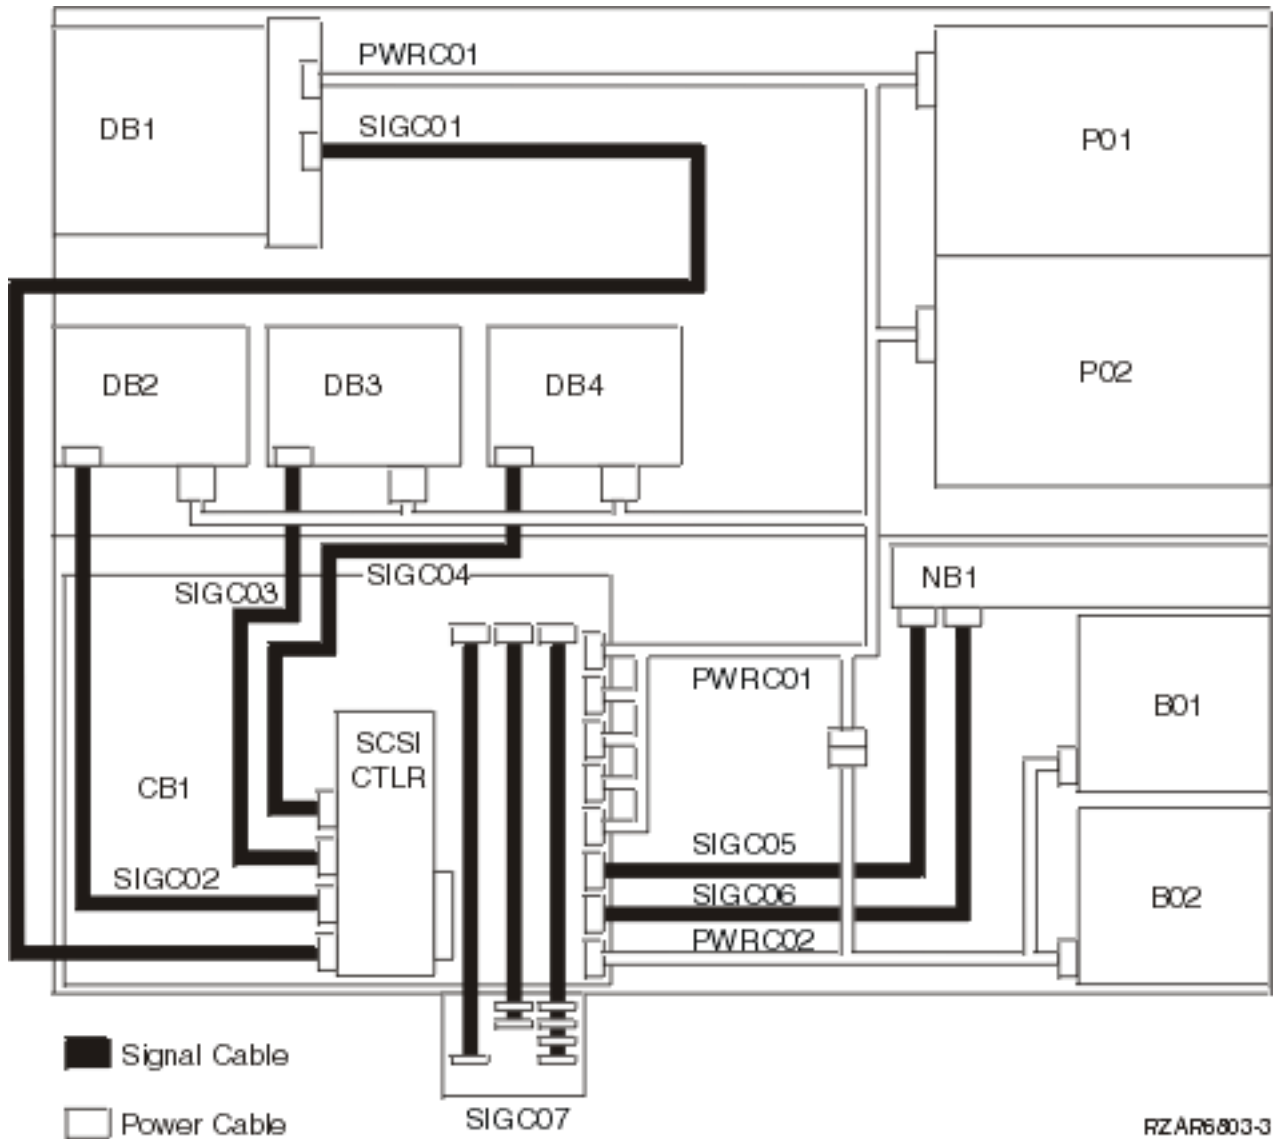 PWRC01
DB1
SIGC01
P01
DB2
DB3
DB4
P02
SIGC04
NB1
SIGC03
PWRC01
B01
SCSI
CTLR
CB1
SIGC05
SIGC02
SIGC06
B02
PWRC02
Signal Cable
SIGC07
Power Cable
RZAR6803-3